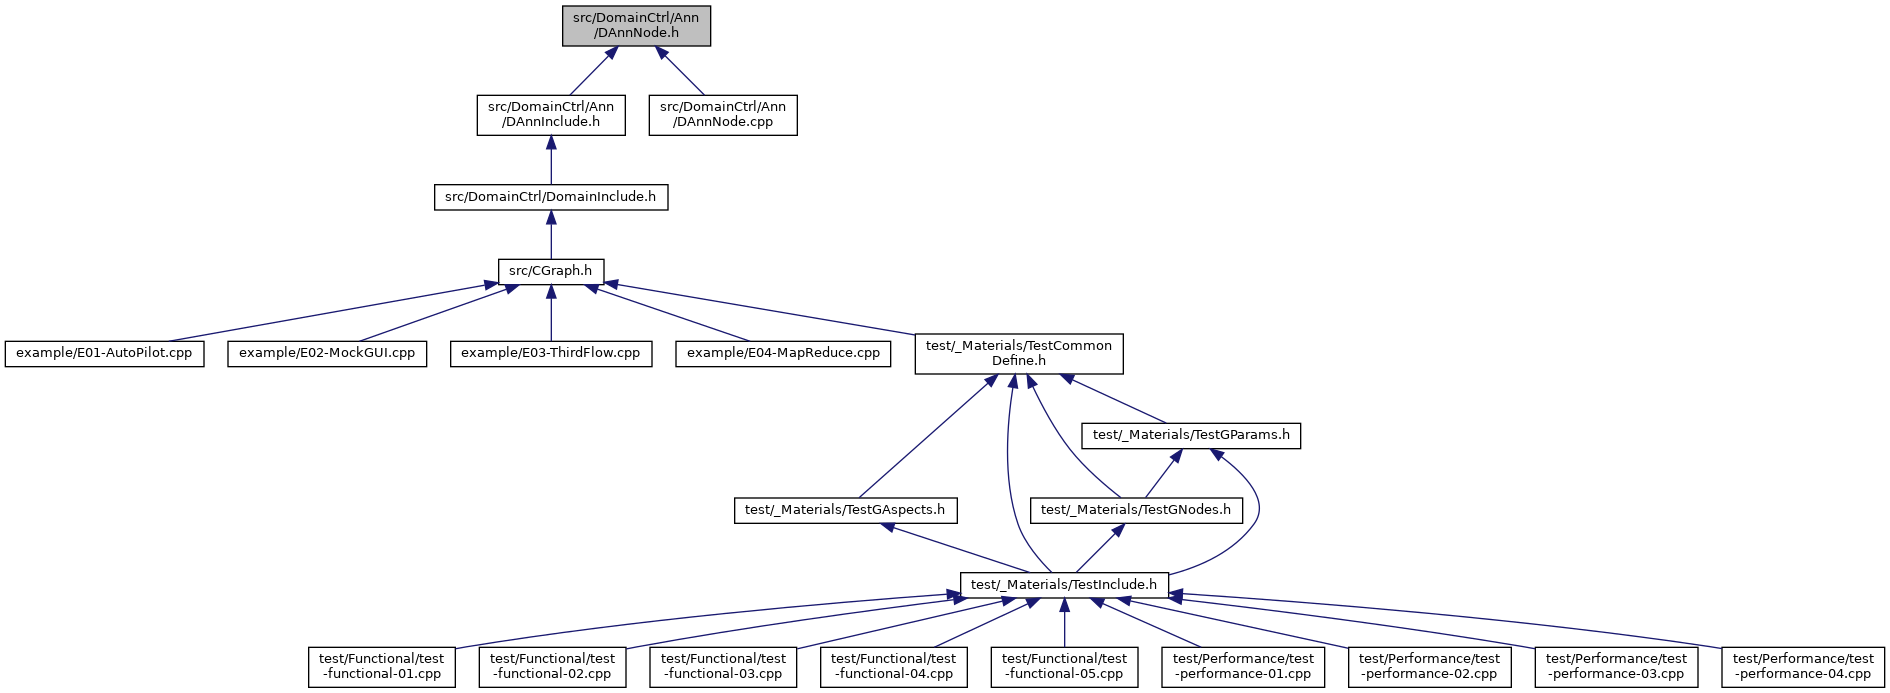 src/DomainCtrl/Ann
/DAnnNode.h
src/DomainCtrl/Ann
/DAnnInclude.h
src/DomainCtrl/Ann
/DAnnNode.cpp
src/DomainCtrl/DomainInclude.h
src/CGraph.h
example/E01-AutoPilot.cpp
example/E02-MockGUI.cpp
example/E03-ThirdFlow.cpp
example/E04-MapReduce.cpp
test/_Materials/TestCommon
Define.h
test/_Materials/TestGParams.h
test/_Materials/TestGAspects.h
test/_Materials/TestGNodes.h
test/_Materials/TestInclude.h
test/Functional/test
-functional-01.cpp
test/Functional/test
-functional-02.cpp
test/Functional/test
-functional-03.cpp
test/Functional/test
-functional-04.cpp
test/Functional/test
-functional-05.cpp
test/Performance/test
-performance-01.cpp
test/Performance/test
-performance-02.cpp
test/Performance/test
-performance-03.cpp
test/Performance/test
-performance-04.cpp